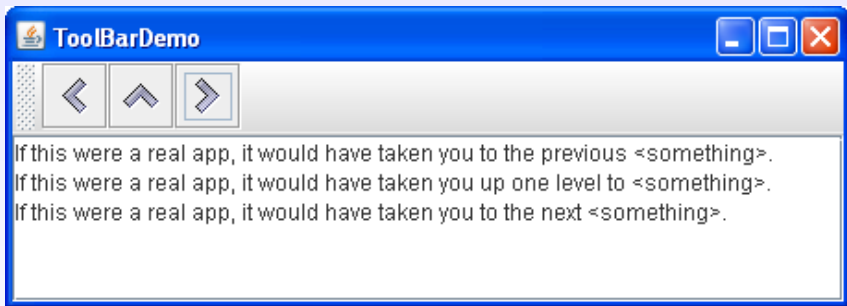 ToolBarDemo
If this were a real app, it would have taken you to the previous <something>.
If this were a real app, it would have taken you up one level to <something>.
If this were a real app, it would have taken you to the next <something>.